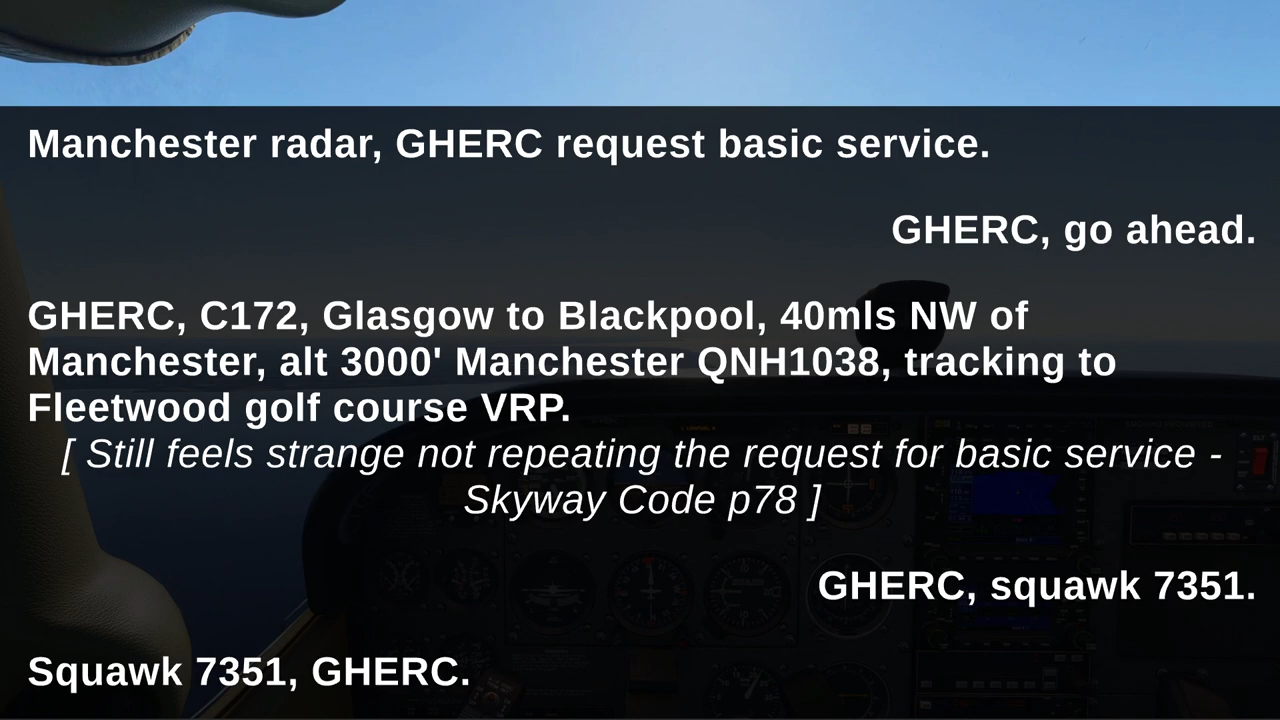 Manchester radar, GHERC request basic service.
GHERC, go ahead.
GHERC, C172, Glasgow to Blackpool, 40mls NW of
Manchester, alt 3000' Manchester QNH1038, tracking to
Fleetwood golf course VRP.
[ Still feels strange not repeating the request for basic service -
Skyway Code p78 ]
GHERC, squawk 7351.
Squawk 7351, GHERC.